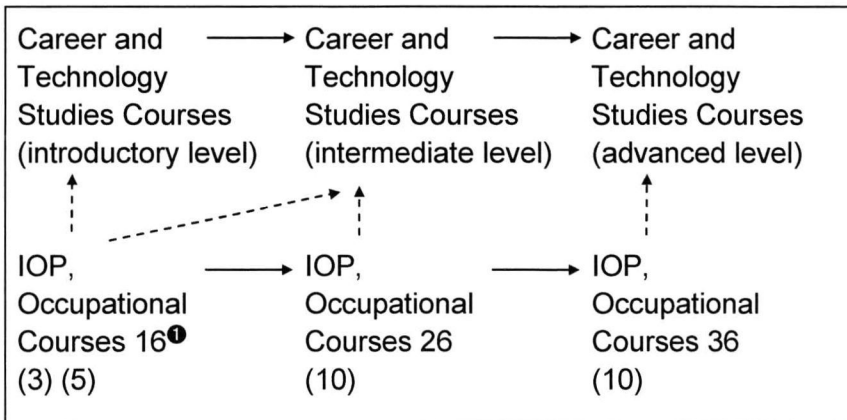 Career and
Technology
Studies Courses
(introductory level)
Career and
Technology
Studies Courses
(intermediate level)
Career and
Technology
Studies Courses
(advanced level)
IOP,
Occupational
Courses 16❶
(3) (5)
IOP,
Occupational
Courses 26
(10)
IOP,
Occupational
Courses 36
(10)